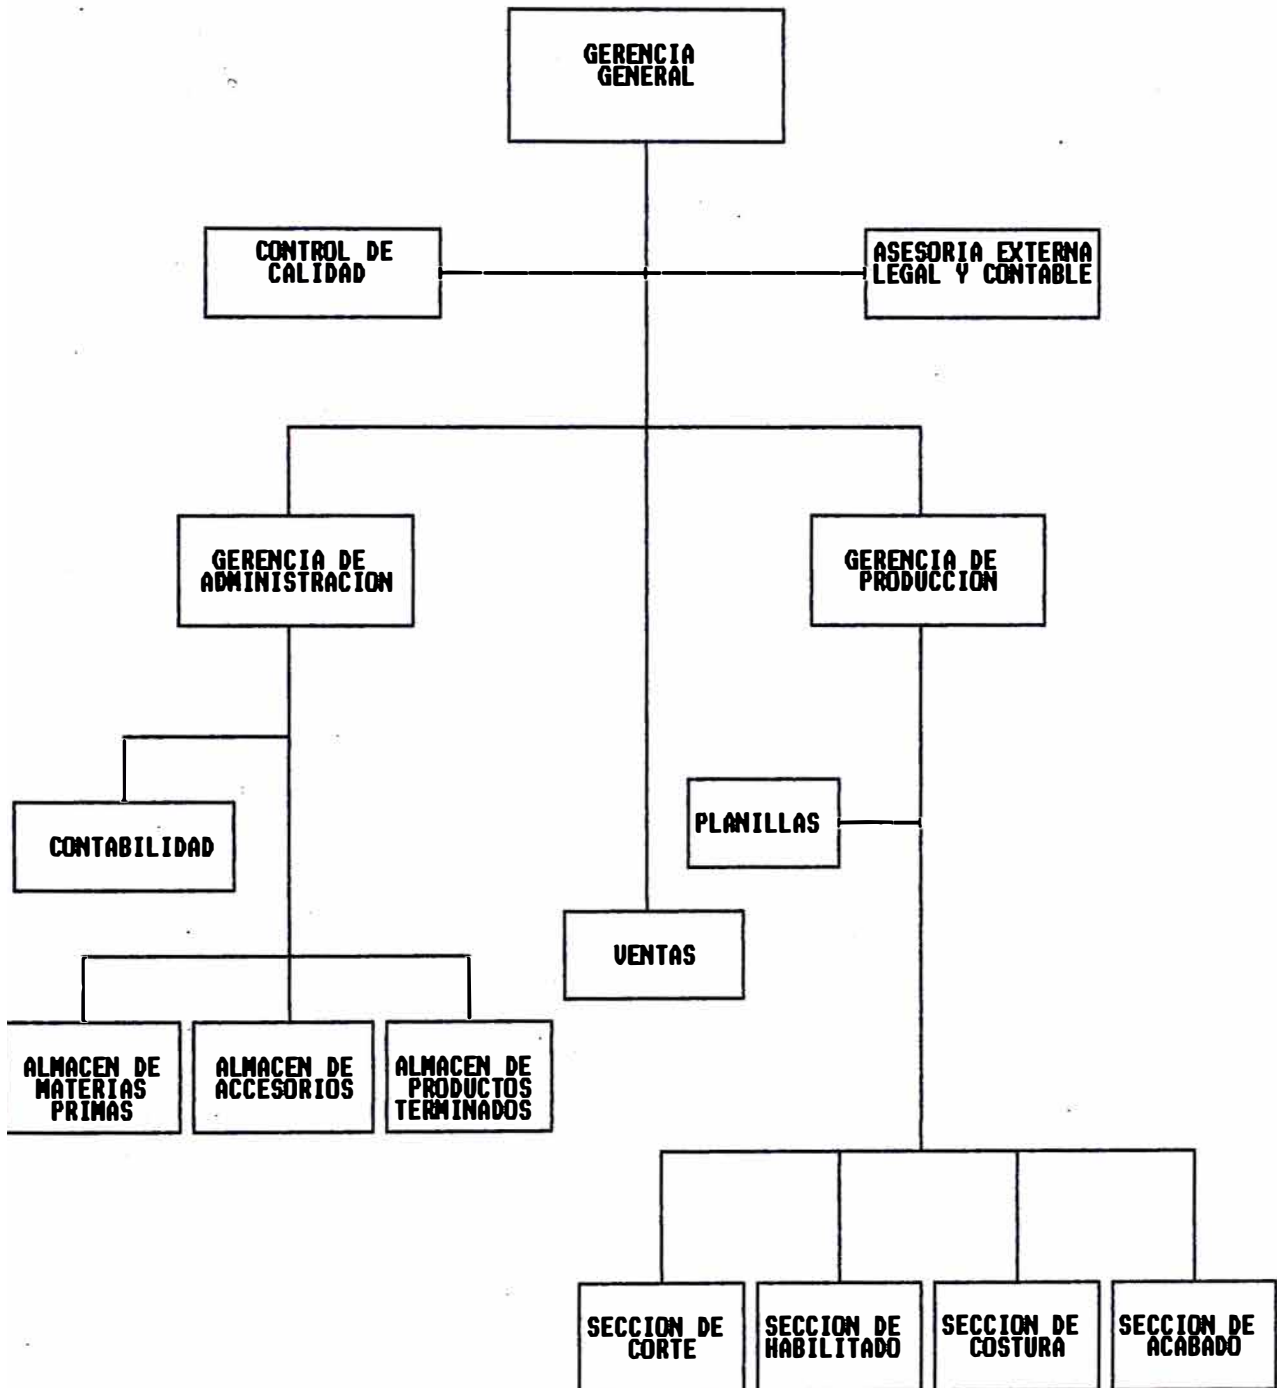 GERENCIA
GENERAL
CONTROL DE
CALIDAD
ASESORIA EXTERNA
LEGAL Y CONTABLE
GERENCIA DE
ADMINISTRACION
GERENCIA DE
PRODUCCION
CONTABILIDAD
PLANILLAS
VENTAS
ALMACEN DE
MATERIAS
PRIMAS
ALMACEN DE
ACCESORIOS
ALMACEN DE
PRODUCTOS
TERMINADOS
SECCION DE
CORTE
SECCION DE
HABILITADO
SECCION DE
COSTURA
SECCION DE
ACABADO